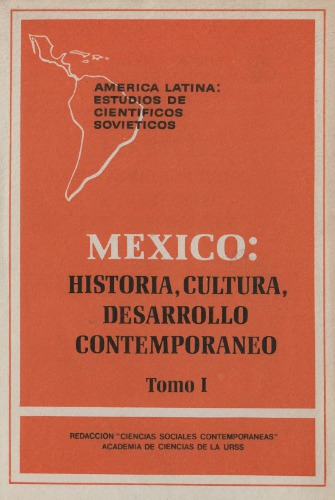 AMERICA LATINA:
ESTUDIOS DE
CIENTIFICOS
SOVIETICOS
MEXICO:
HISTORIA, CULTURA,
DESARROLLO
CONTEMPORANEO
Tomo I
REDACCION "CIENCIAS SOCIALES CONTEMPORANEAS"
ACADEMIA DE CIENCIAS DE LA URSS